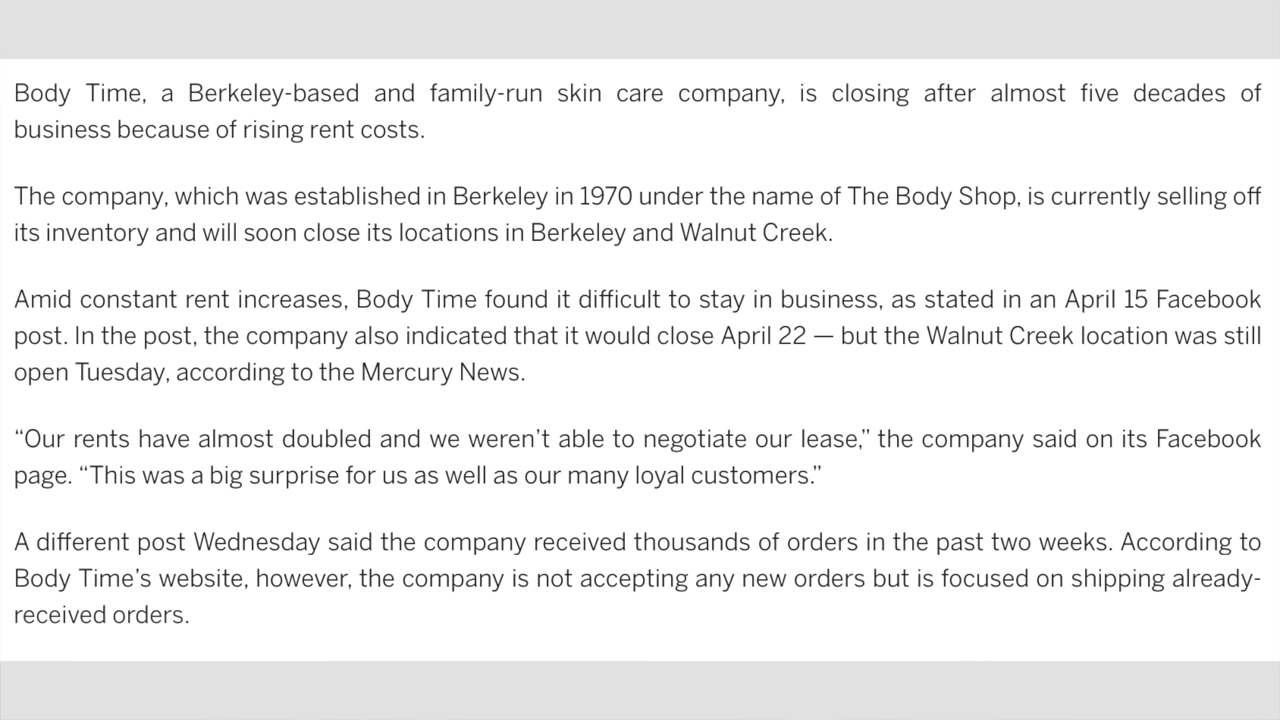 Body Time, a Berkeley-based and family-run skin care company, is closing after almost five decades of
business because of rising rent costs.
The company, which was established in Berkeley in 1970 under the name of The Body Shop, is currently selling off
its inventory and will soon close its locations in Berkeley and Walnut Creek.
Amid constant rent increases, Body Time found it difficult to stay in business, as stated in an April 15 Facebook
post. In the post, the company also indicated that it would close April 22 — but the Walnut Creek location was still
open Tuesday, according to the Mercury News.
“Our rents have almost doubled and we weren’t able to negotiate our lease,” the company said on its Facebook
page. “This was a big surprise for us as well as our many loyal customers.”
A different post Wednesday said the company received thousands of orders in the past two weeks. According to
Body Time’s website, however, the company is not accepting any new orders but is focused on shipping already-
received orders.